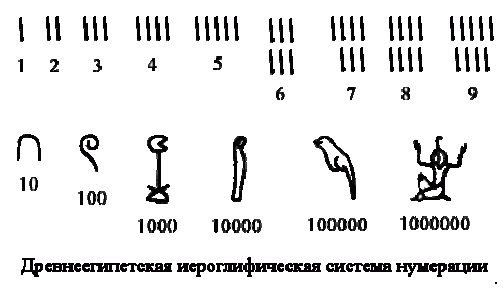 1 2 3 4 5
6 7 8 9
10 100
1000 10000 100000 1000000
Древнеегипетская иероглифическая система нумерации